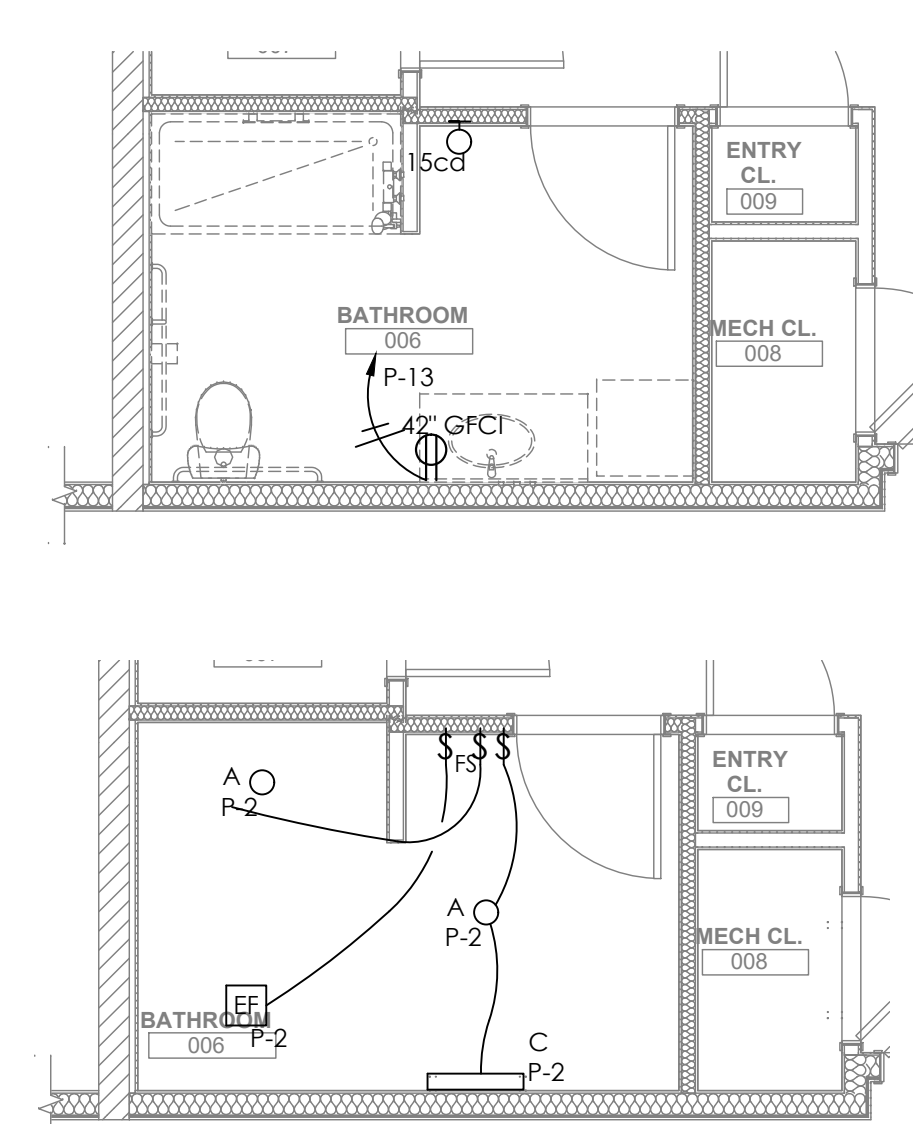 ENTRY
CL.
009
15cd
BATHROOM
006
MECH CL.
008
P-13
42" GFCI
$ $ $
FS
ENTRY
CL.
009
A
P-2
A
P-2
MECH CL.
008
EF
BATHROOM
006
P-2
C
P-2